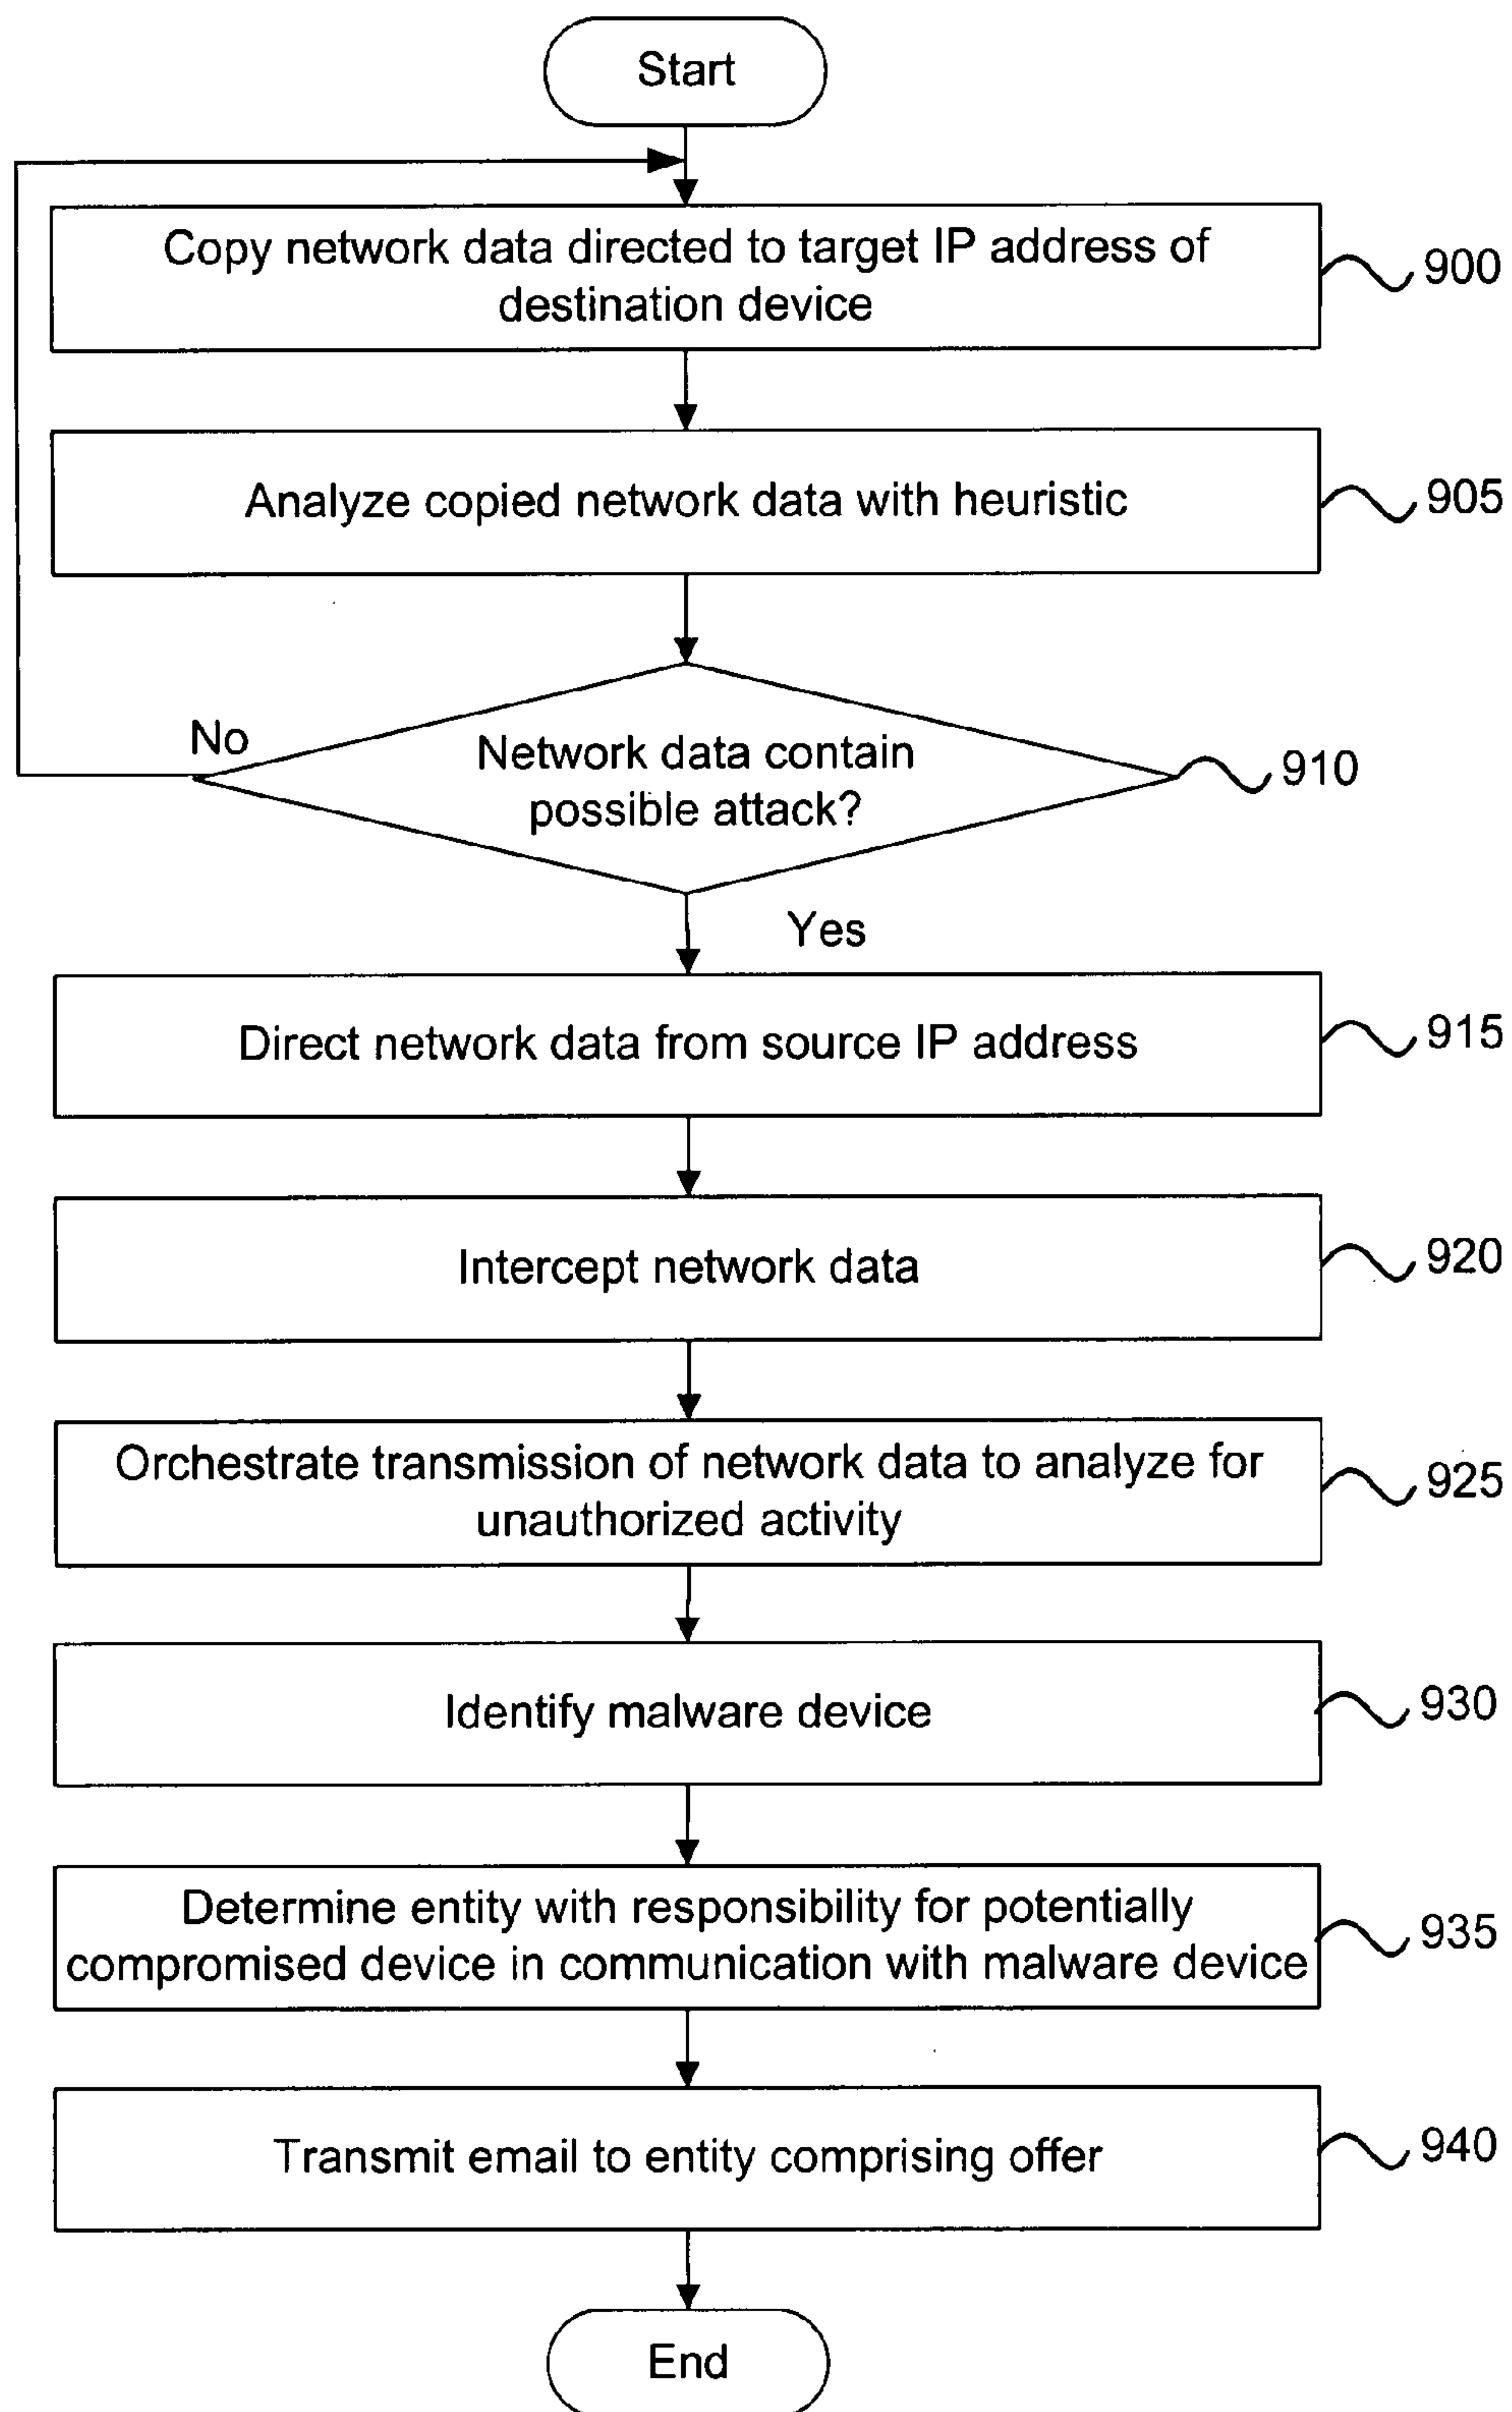 Start
Copy network data directed to target IP address of
destination device
900
Analyze copied network data with heuristic
905
No
Network data contain
possible attack?
910
Yes
Direct network data from source IP address
915
Intercept network data
920
Orchestrate transmission of network data to analyze for
unauthorized activity
925
Identify malware device
930
Determine entity with responsibility for potentially
compromised device in communication with malware device
935
Transmit email to entity comprising offer
940
End